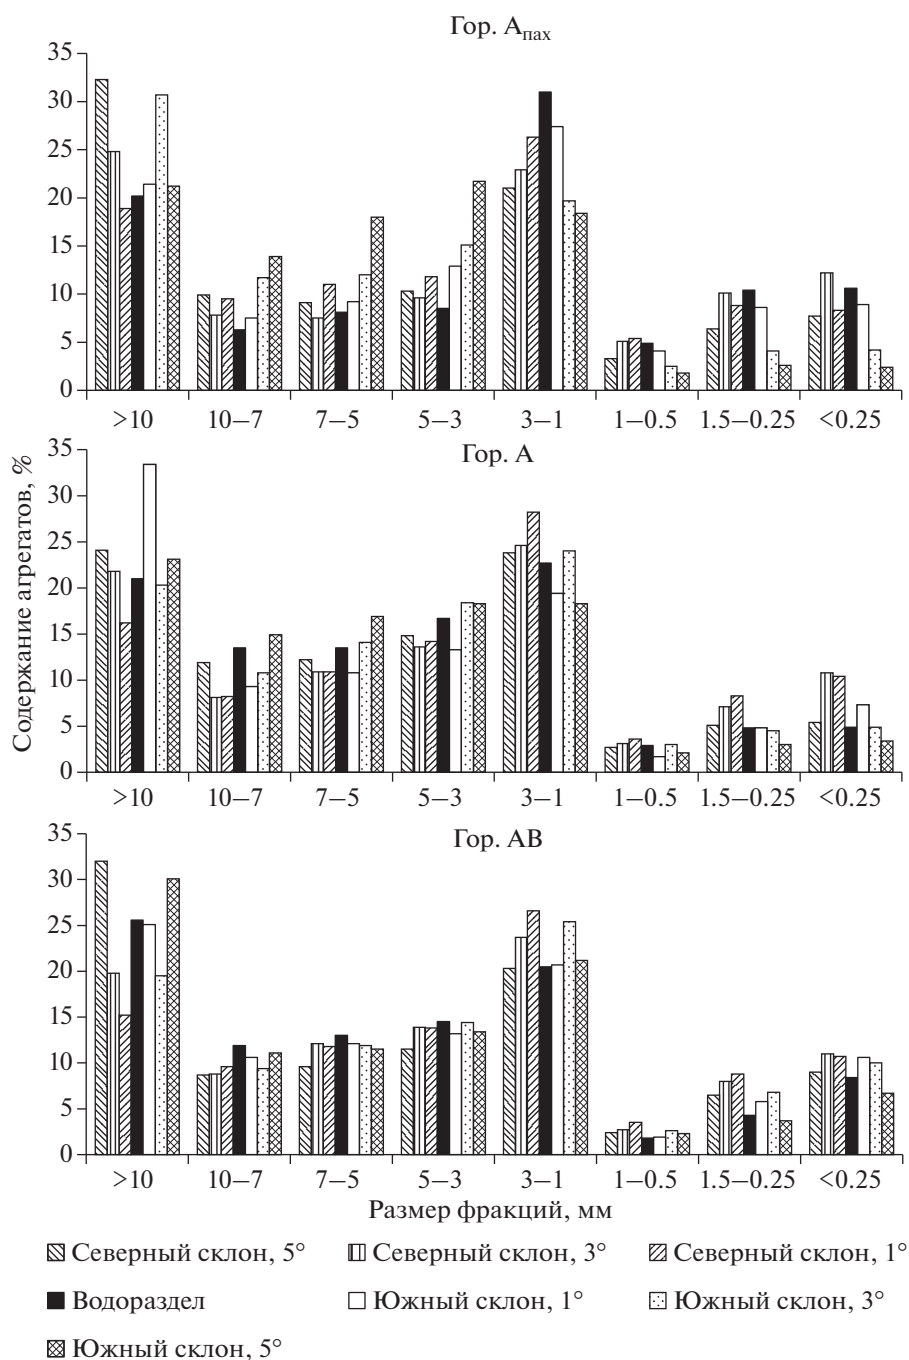 Гор. Aпах
35
30
25
20
15
10
5
0
>10 10–7 7–5 5–3 3–1 1–0.5 1.5–0.25 <0.25
Содержание агрегатов, %
Гор. А
35
30
25
20
15
10
5
0
>10 10–7 7–5 5–3 3–1 1–0.5 1.5–0.25 <0.25
Гор. АВ
35
30
25
20
15
10
5
0
>10 10–7 7–5 5–3 3–1 1–0.5 1.5–0.25 <0.25
Размер фракций, мм
Северный склон, 5° Северный склон, 3° Северный склон, 1°
Водораздел Южный склон, 1° Южный склон, 3°
Южный склон, 5°